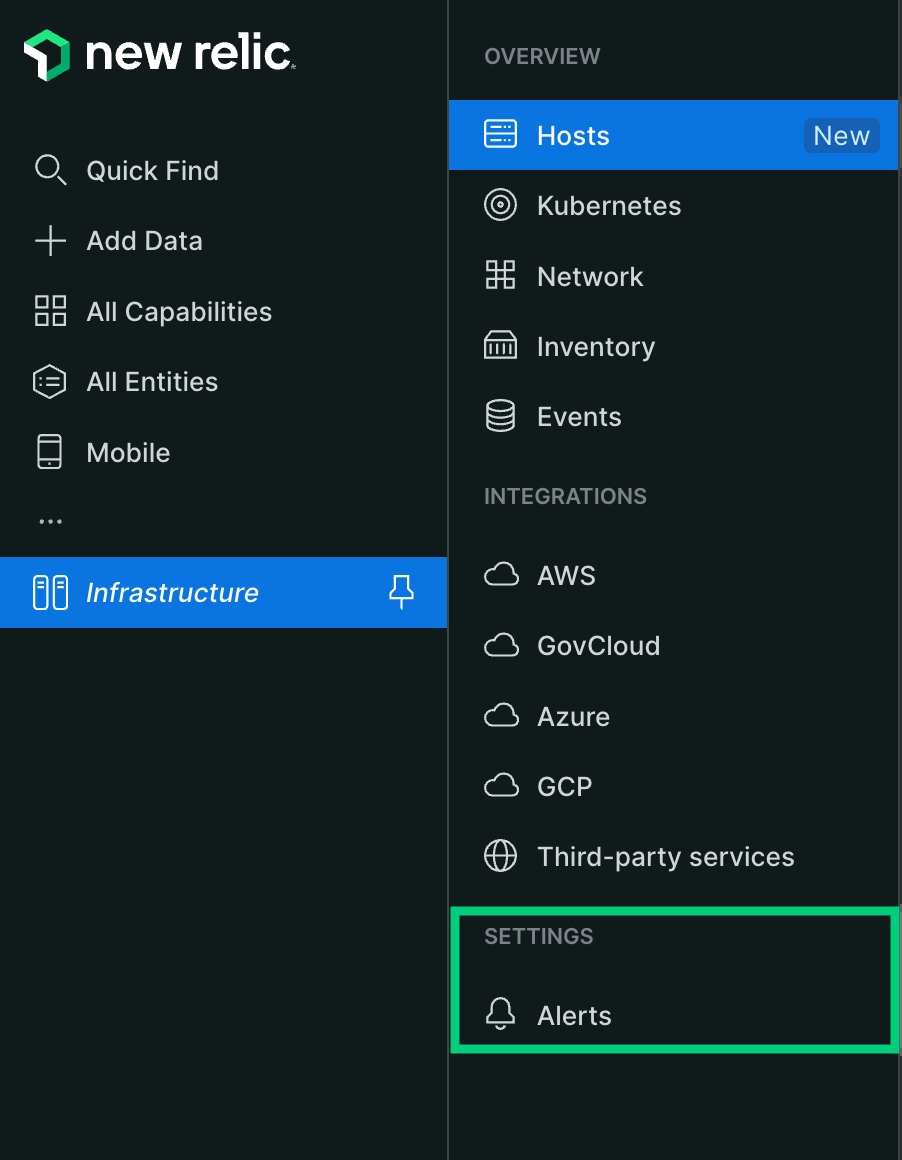 new relic
Quick Find
Add Data
All Capabilities
All Entities
Mobile
...
Infrastructure
OVERVIEW
Hosts New
Kubernetes
Network
Inventory
Events
INTEGRATIONS
AWS
GovCloud
Azure
GCP
Third-party services
SETTINGS
Alerts